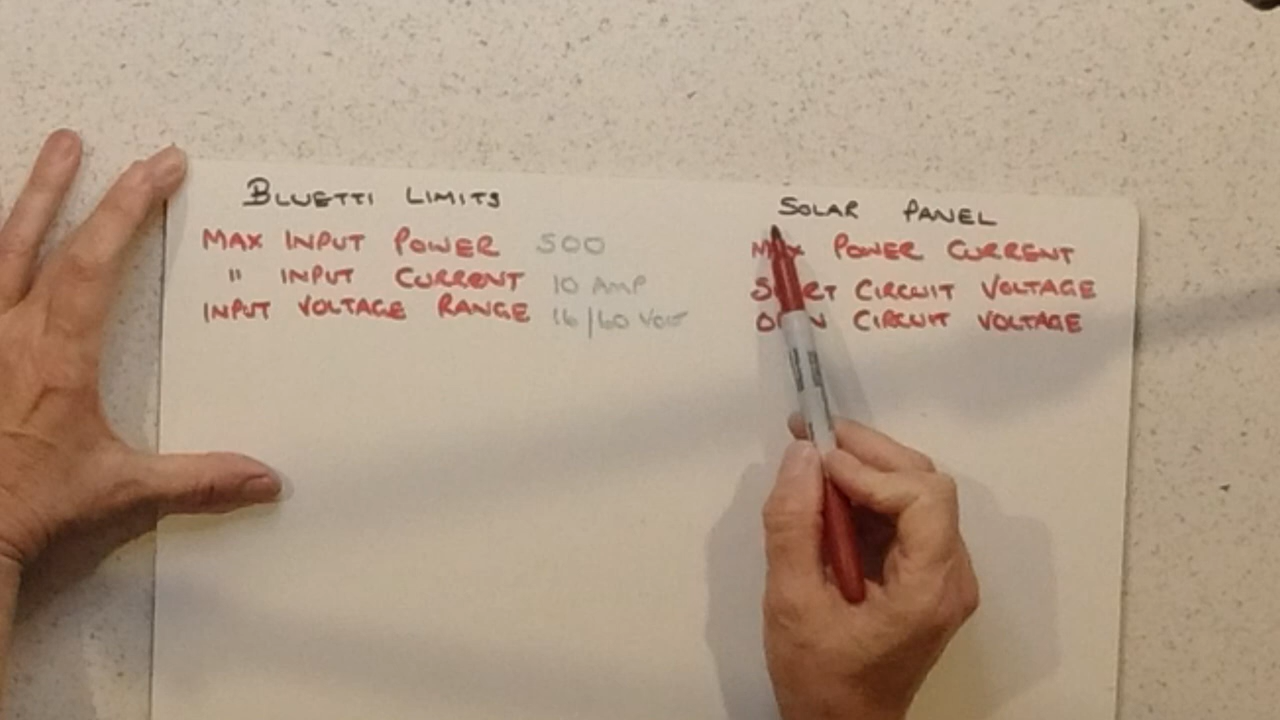 BLUETTI LIMITS
MAX INPUT POWER 500
" INPUT CURRENT 10 AMP
INPUT VOLTAGE RANGE 16/60 VOLT
SOLAR PANEL
MAX POWER CURRENT
CIRCUIT VOLTAGE
CIRCUIT VOLTAGE